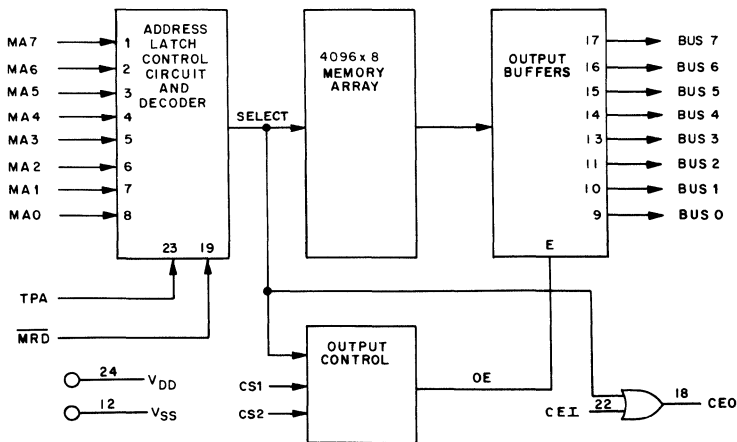 MA7 1
MA6 2
MA5 3
MA4 4
MA3 5
MA2 6
MA1 7
MA0 8
ADDRESS
LATCH
CONTROL
CIRCUIT
AND
DECODER
23 19
TPA
MRD
24 VDD
12 VSS
SELECT
4096 x 8
MEMORY
ARRAY
OUTPUT
BUFFERS
17 BUS 7
16 BUS 6
15 BUS 5
14 BUS 4
13 BUS 3
11 BUS 2
10 BUS 1
9 BUS 0
E
OUTPUT
CONTROL
CS1
CS2
OE
CEI 22
18 CEO